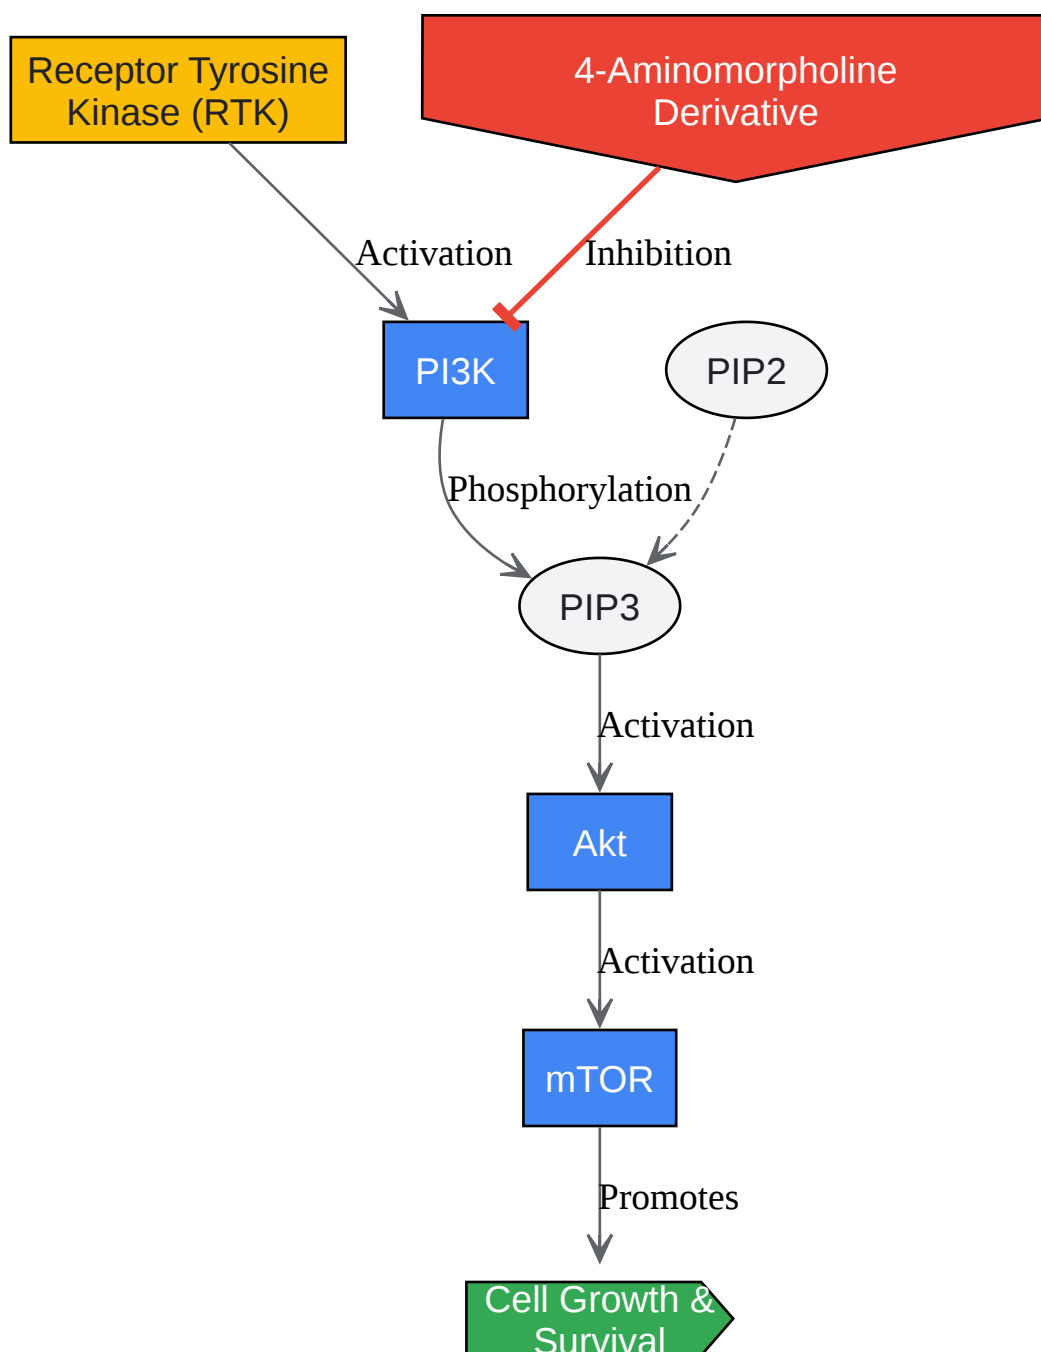 Receptor Tyrosine
Kinase (RTK)
4-Aminomorpholine
Derivative
Activation
Inhibition
PI3K
PIP2
Phosphorylation
PIP3
Activation
Akt
Activation
mTOR
Promotes
Cell Growth &
Survival